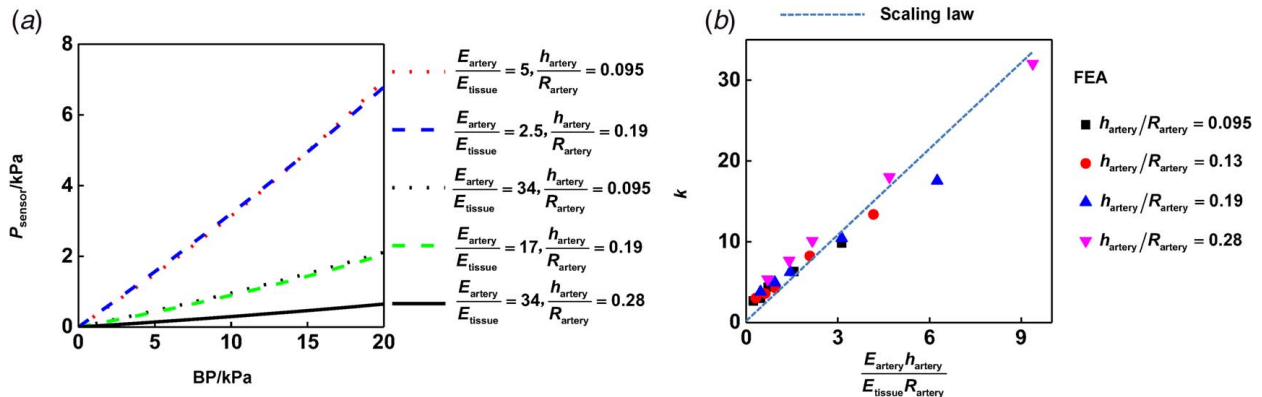 (a)
8
6
4
2
0
P_sensor/kPa
0 5 10 15 20
BP/kPa
E_artery/E_tissue = 5, h_artery/R_artery = 0.095
E_artery/E_tissue = 2.5, h_artery/R_artery = 0.19
E_artery/E_tissue = 34, h_artery/R_artery = 0.095
E_artery/E_tissue = 17, h_artery/R_artery = 0.19
E_artery/E_tissue = 34, h_artery/R_artery = 0.28
(b)
Scaling law
30
20
10
0
k
0 3 6 9
E_artery h_artery
E_tissue R_artery
FEA
h_artery/R_artery = 0.095
h_artery/R_artery = 0.13
h_artery/R_artery = 0.19
h_artery/R_artery = 0.28